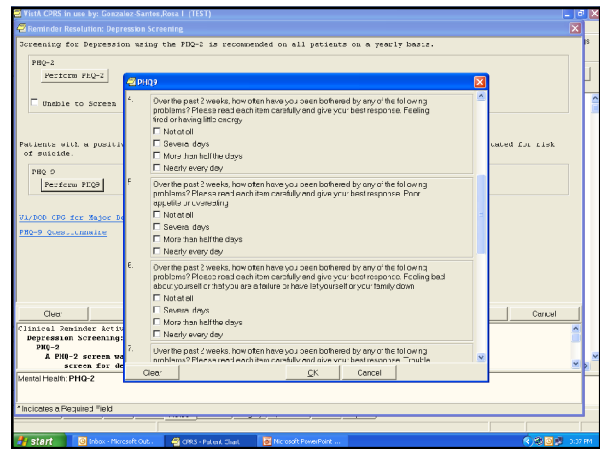 VistA CPRS in use by: Gonzalez-Santos,Rosa I (TEST)
Reminder Resolution: Depression Screening
Screening for Depression using the PHQ-2 is recommended on all patients on a yearly basis.
PHQ-2
Perform PHQ-2
Unable to Screen
Patients with a positiv
of suicide.
for risk
PHQ 9
Perform PHQ9
VA/DOD CPG for Major De
PHQ-9 Questionnaire
PHQ9
4.
Over the past 2 weeks, how often have you been bothered by any of the following
problems? Please read each item carefully and give your best response. Feeling
tired or having little energy
Not at all
Several days
More than half the days
Nearly every day
5.
Over the past 2 weeks, how often have you been bothered by any of the following
problems? Please read each item carefully and give your best response. Poor
appetite or overeating
Not at all
Several days
More than half the days
Nearly every day
6.
Over the past 2 weeks, how often have you been bothered by any of the following
problems? Please read each item carefully and give your best response. Feeling bad
about yourself or that you are a failure or have let yourself or your family down
Not at all
Several days
More than half the days
Nearly every day
7.
Over the past 2 weeks, how often have you been bothered by any of the following
problems? Please read each item carefully and give your best response. Trouble
Clear
OK
Cancel
Clear
Cancel
Clinical Reminder Activ
Depression Screening:
PHQ-2
A PHQ-2 screen wa
screen for de
Mental Health: PHQ-2
* Indicates a Required Field
start
Inbox - Microsoft Out...
CPRS - Patient Chart
Microsoft PowerPoint ...
3:37 PM